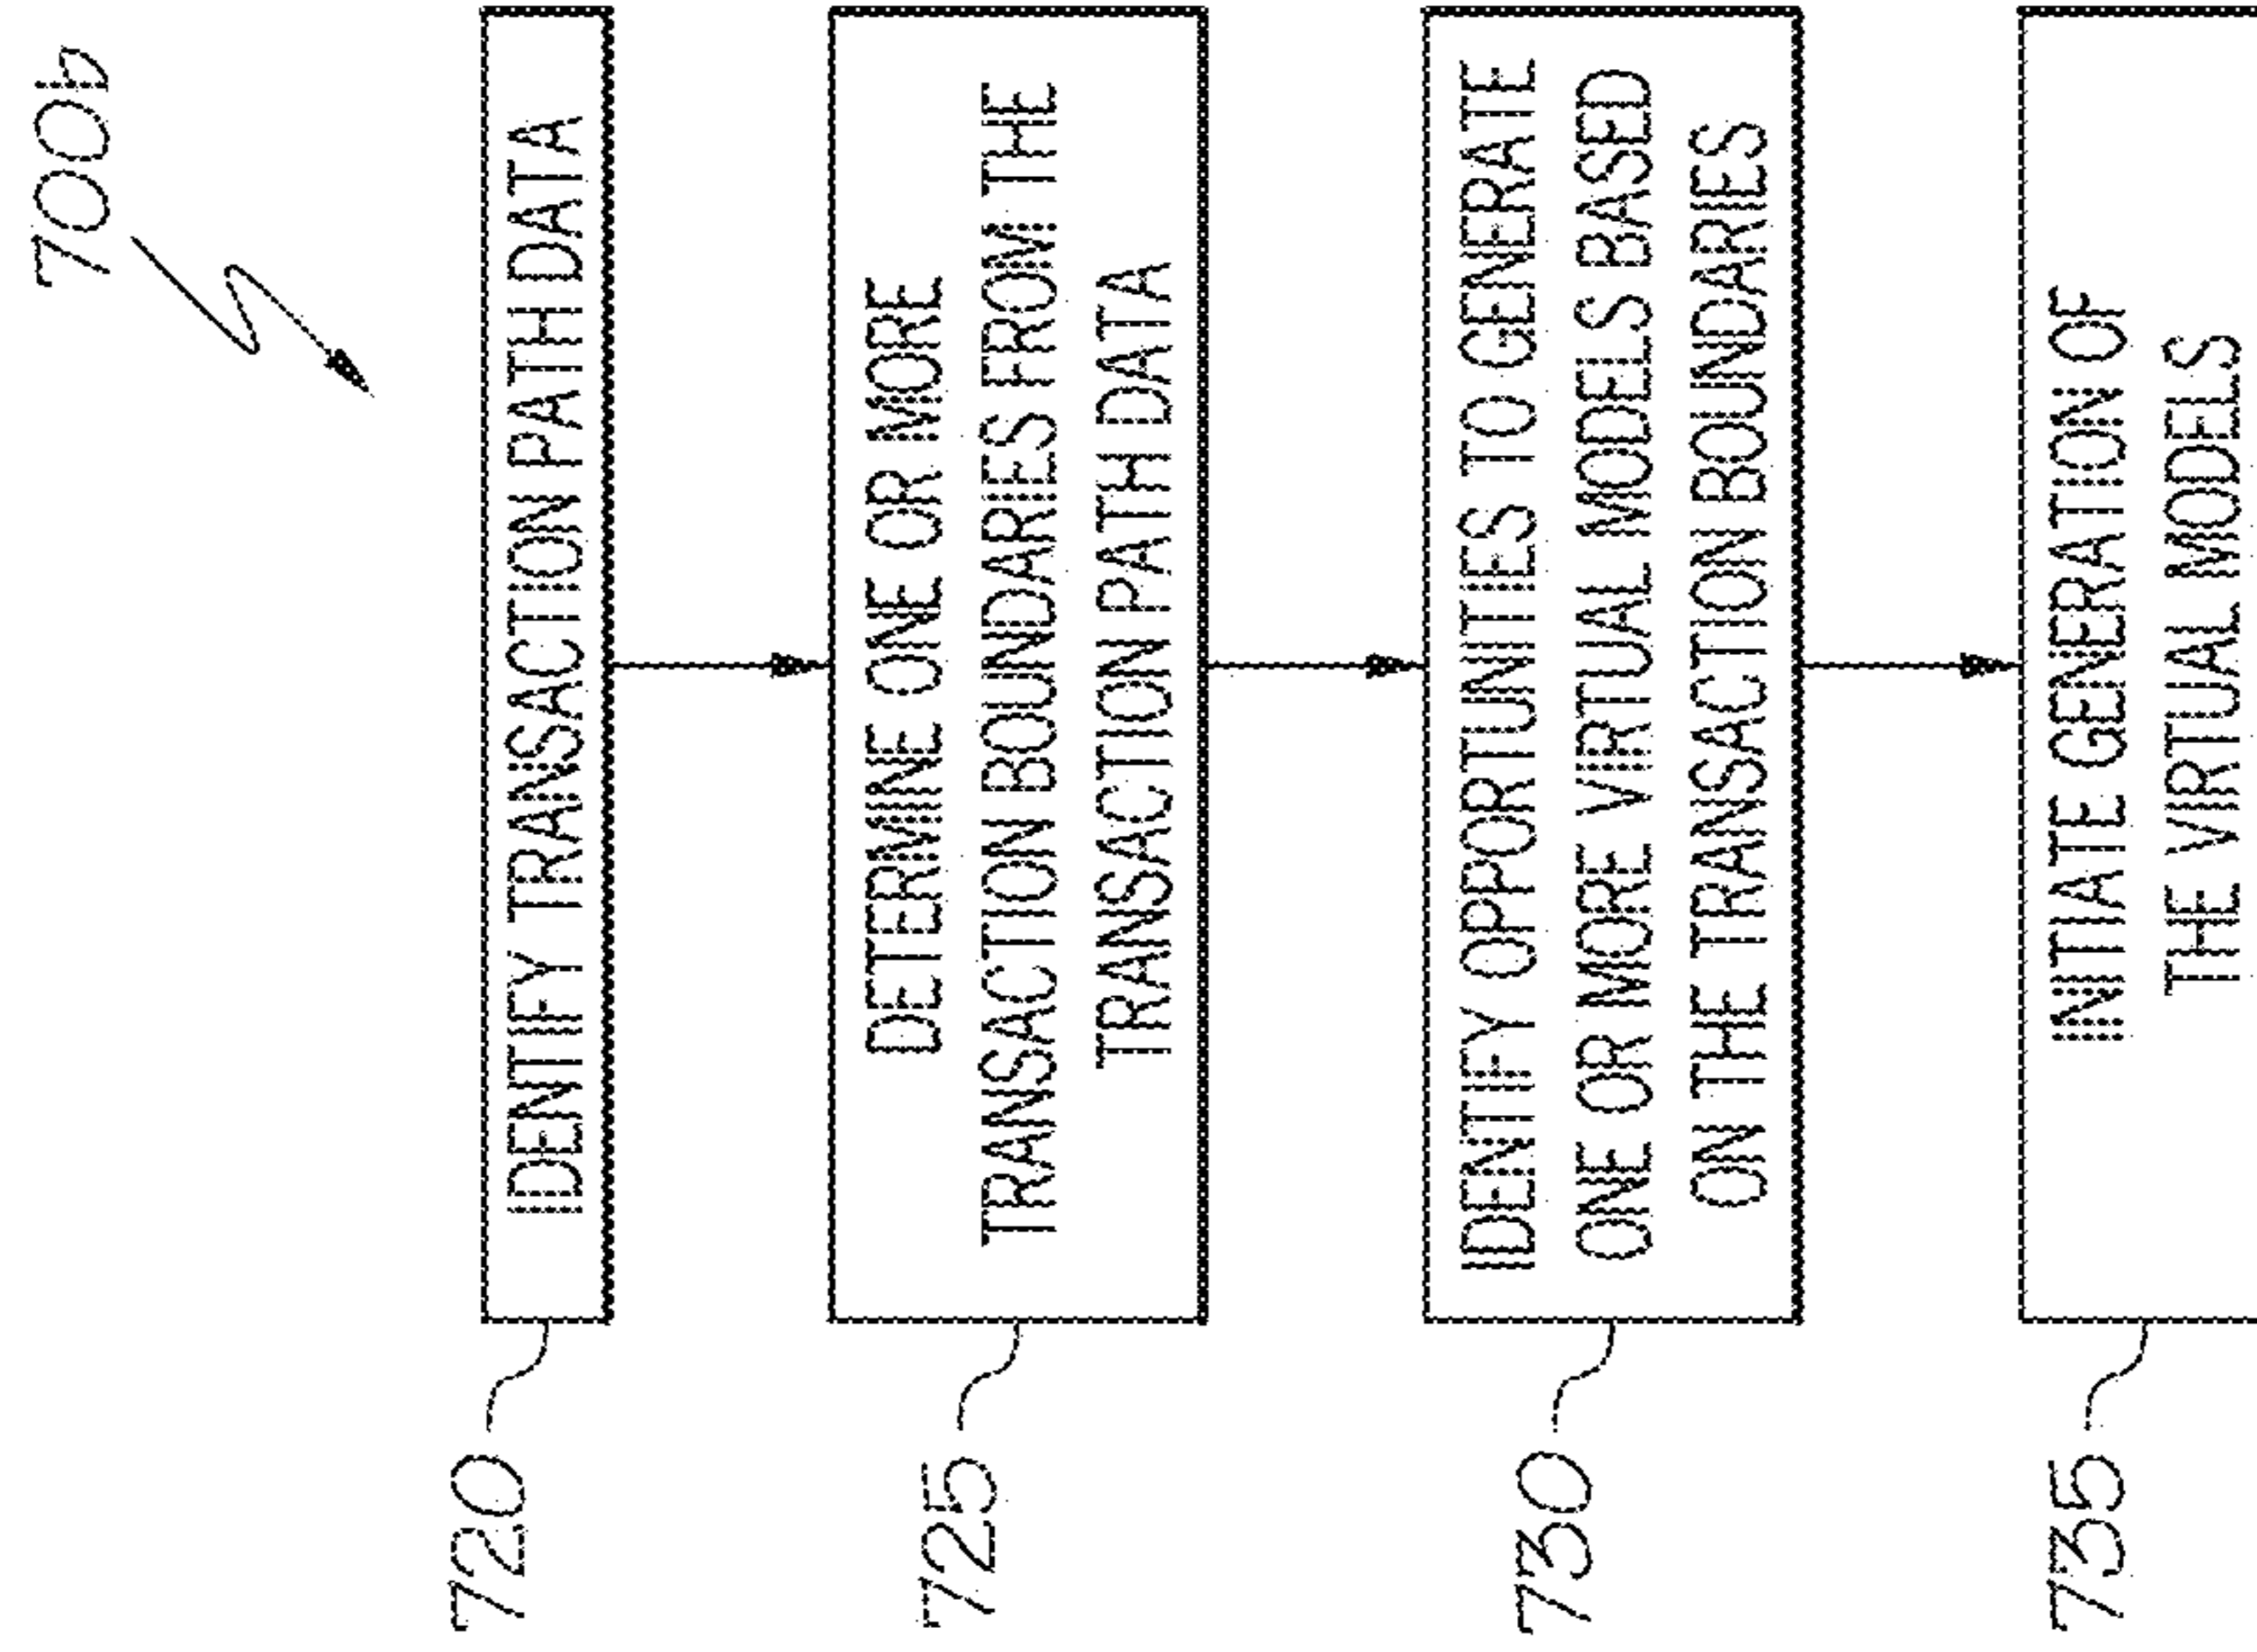 700b
720
IDENTIFY TRANSACTION PATH DATA
725
DETERMINE ONE OR MORE
TRANSACTION BOUNDARIES FROM THE
TRANSACTION PATH DATA
730
IDENTIFY OPPORTUNITIES TO GENERATE
ONE OR MORE VIRTUAL MODELS BASED
ON THE TRANSACTION BOUNDARIES
735
INITIATE GENERATION OF
THE VIRTUAL MODELS